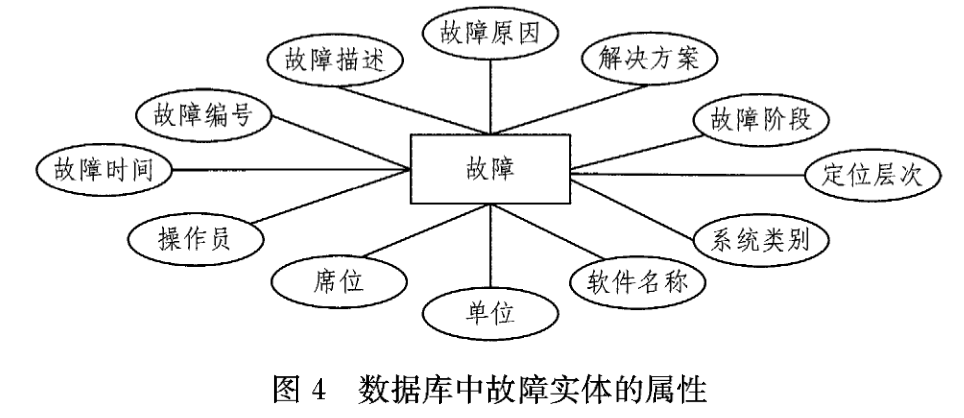 故障原因
故障描述
解决方案
故障编号
故障阶段
故障时间
故障
定位层次
操作员
系统类别
席位
软件名称
单位
图 4 数据库中故障实体的属性